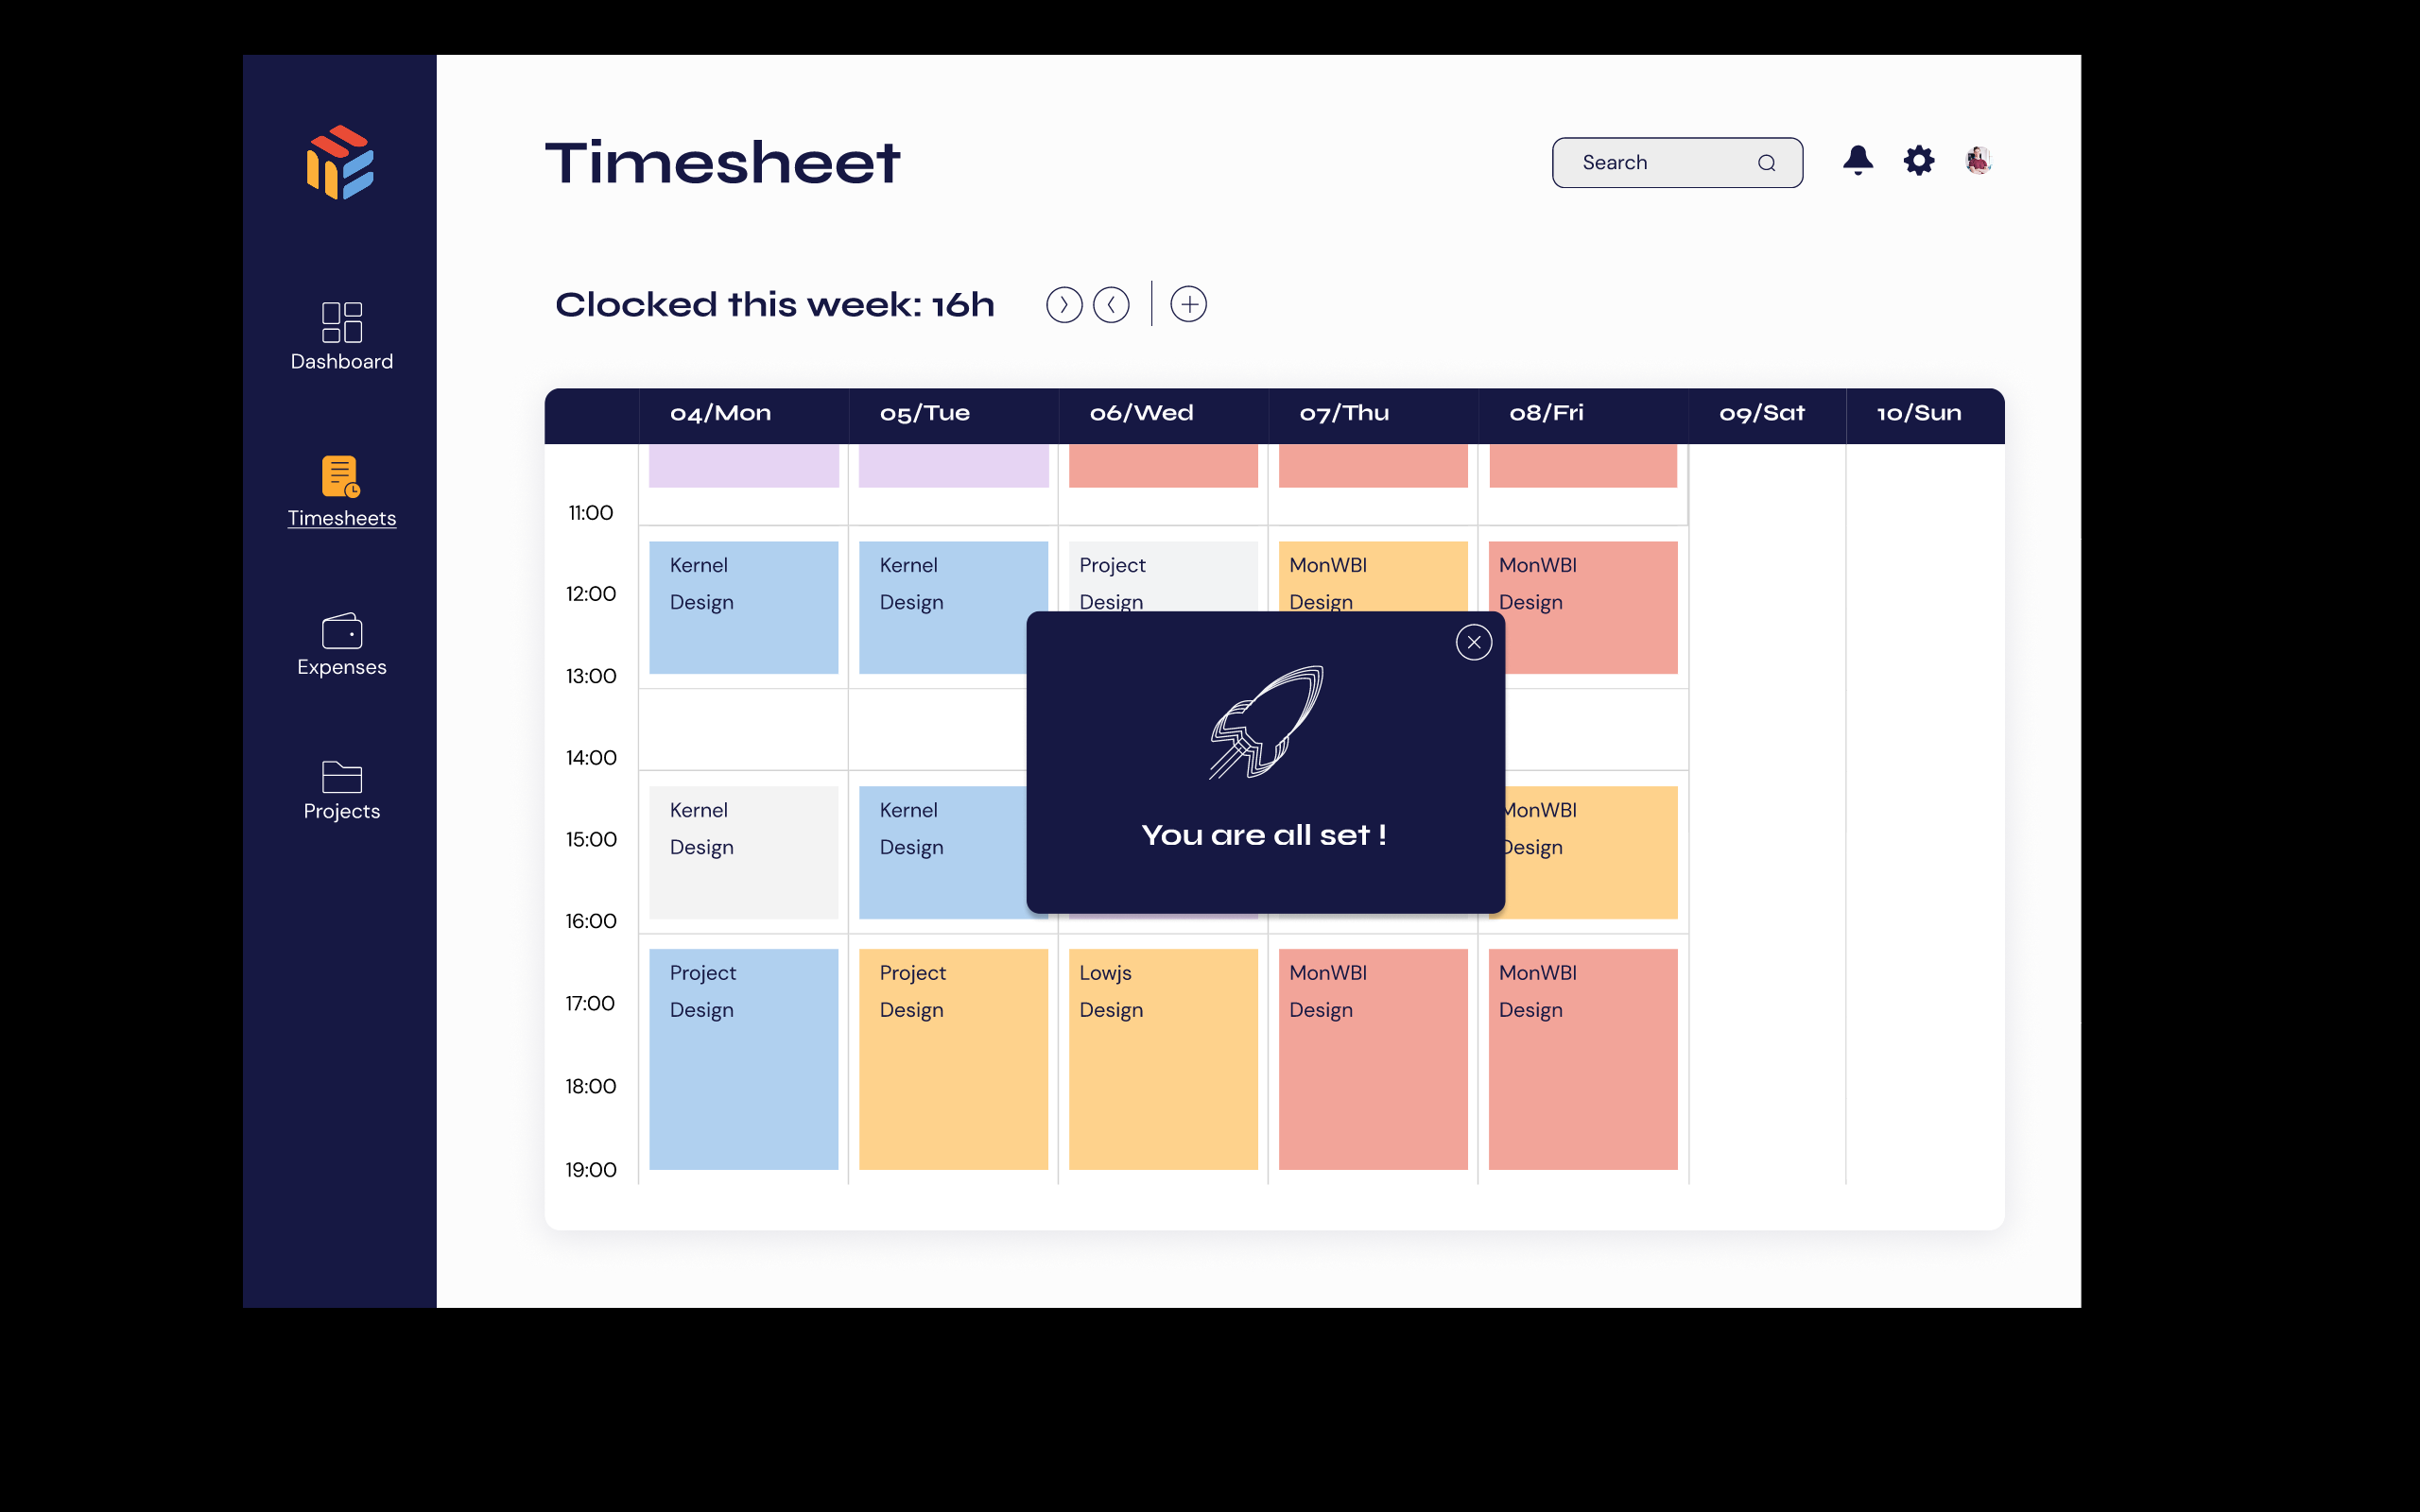 Timesheet
Search
Clocked this week: 16h
Dashboard
Timesheets
Expenses
Projects
04/Mon
05/Tue
06/Wed
07/Thu
08/Fri
09/Sat
10/Sun
11:00
Kernel
Design
Kernel
Design
Project
Design
MonWBI
Design
MonWBI
Design
12:00
13:00
14:00
Kernel
Design
Kernel
Design
MonWBI
Design
15:00
16:00
You are all set !
Project
Design
Project
Design
Lowjs
Design
MonWBI
Design
MonWBI
Design
17:00
18:00
19:00